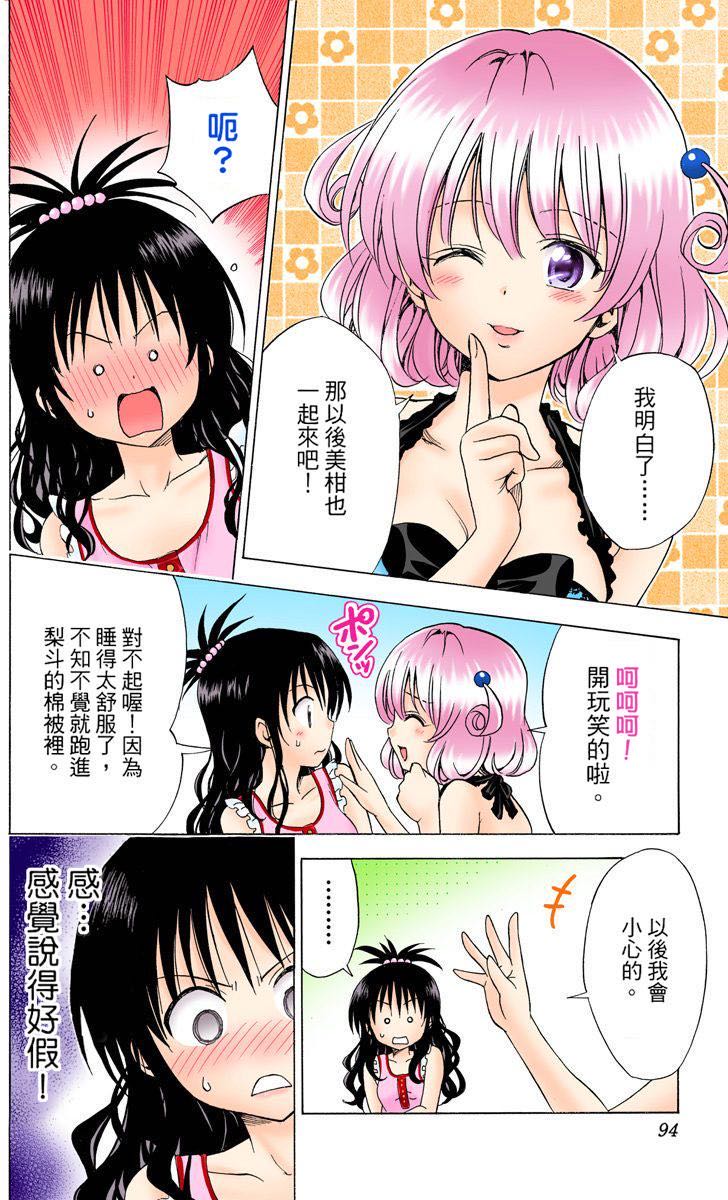 我明白了……
那以後美柑也
一起來吧！
呃？
呵呵呵！
開玩笑的啦。
ポンッ
對不起喔！因為
睡得太舒服了，
不知不覺就跑進
梨斗的棉被裡。
以後我會
小心的。
………
感…
感覺說得好假！
94